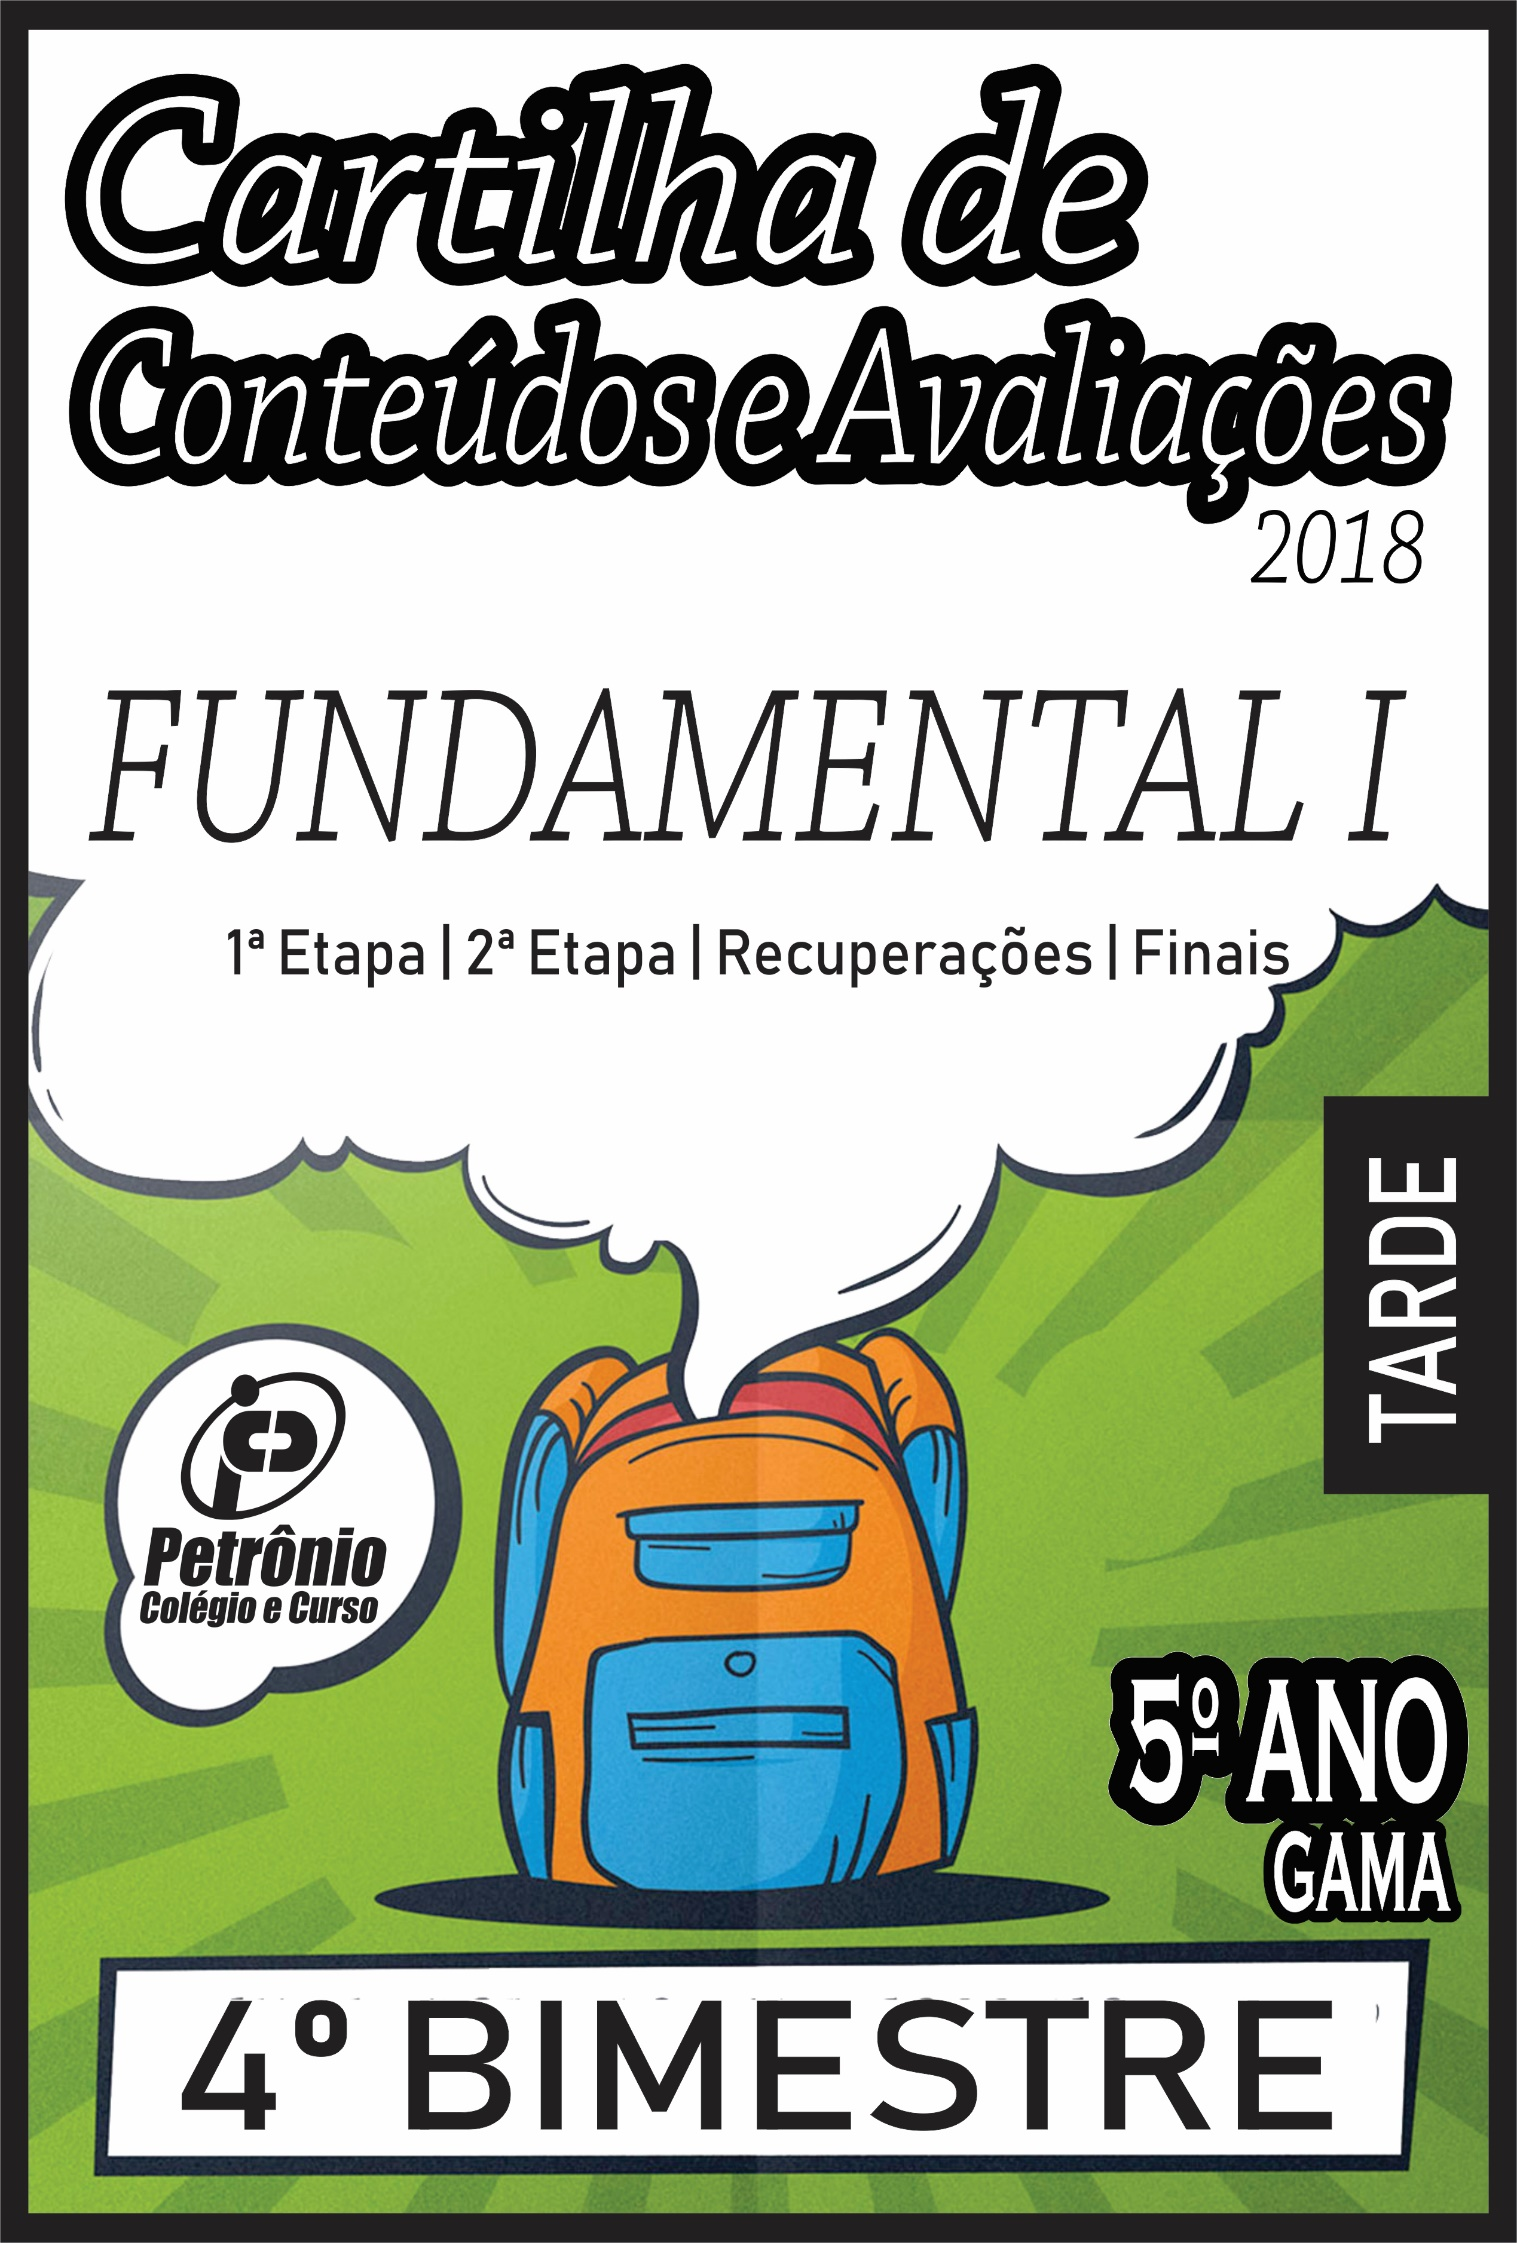 Cartilha de
Conteúdos e Avaliações
2018
FUNDAMENTAL I
1ª Etapa | 2ª Etapa | Recuperações | Finais
TARDE
Petrônio
Colégio e Curso
5º ANO
GAMA
4º BIMESTRE